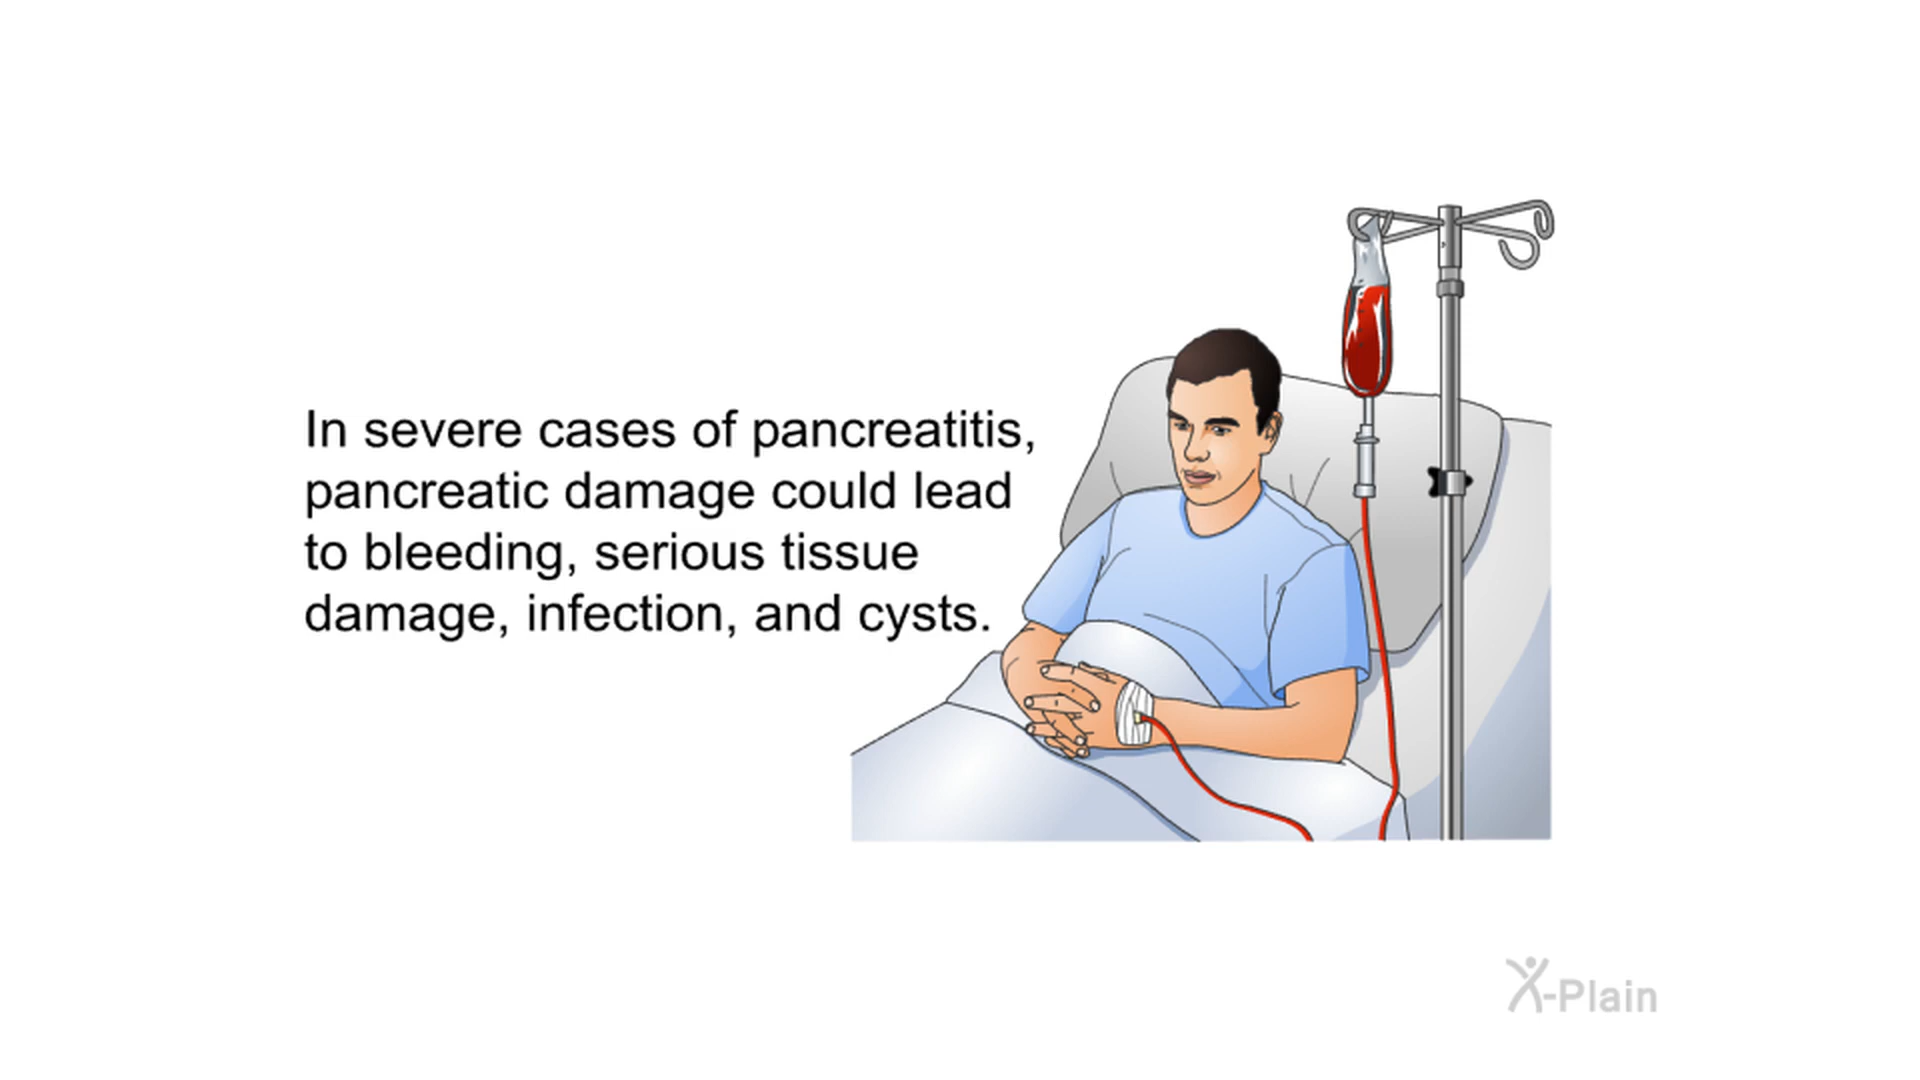 In severe cases of pancreatitis,
pancreatic damage could lead
to bleeding, serious tissue
damage, infection, and cysts.
X-Plain